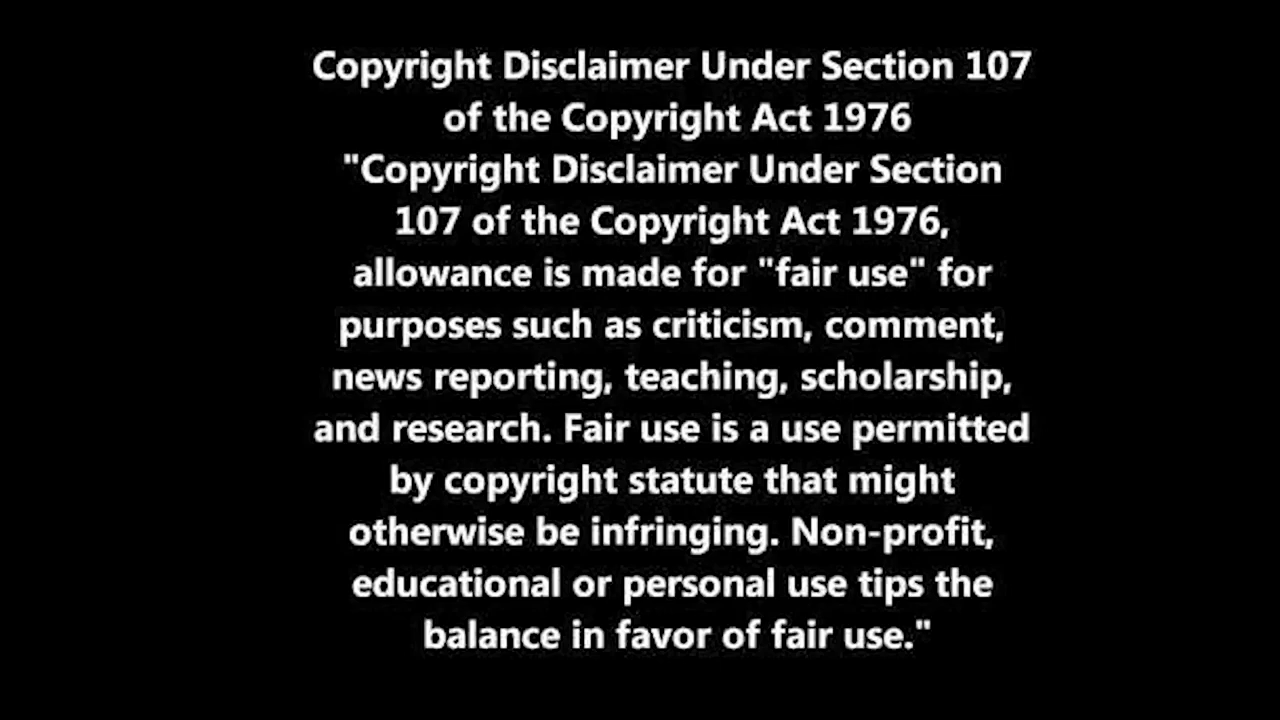 Copyright Disclaimer Under Section 107
of the Copyright Act 1976
"Copyright Disclaimer Under Section
107 of the Copyright Act 1976,
allowance is made for "fair use" for
purposes such as criticism, comment,
news reporting, teaching, scholarship,
and research. Fair use is a use permitted
by copyright statute that might
otherwise be infringing. Non-profit,
educational or personal use tips the
balance in favor of fair use."